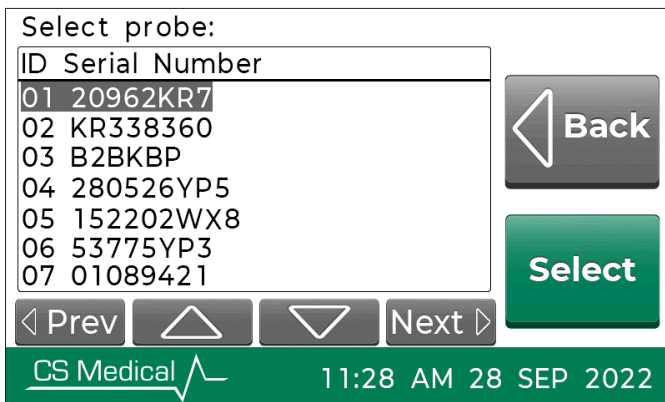 Select probe:
ID Serial Number
01 20962KR7
02 KR338360
03 B2BKBP
04 280526YP5
05 152202WX8
06 53775YP3
07 01089421
Back
Select
Prev
Next
CS Medical 11:28 AM 28 SEP 2022